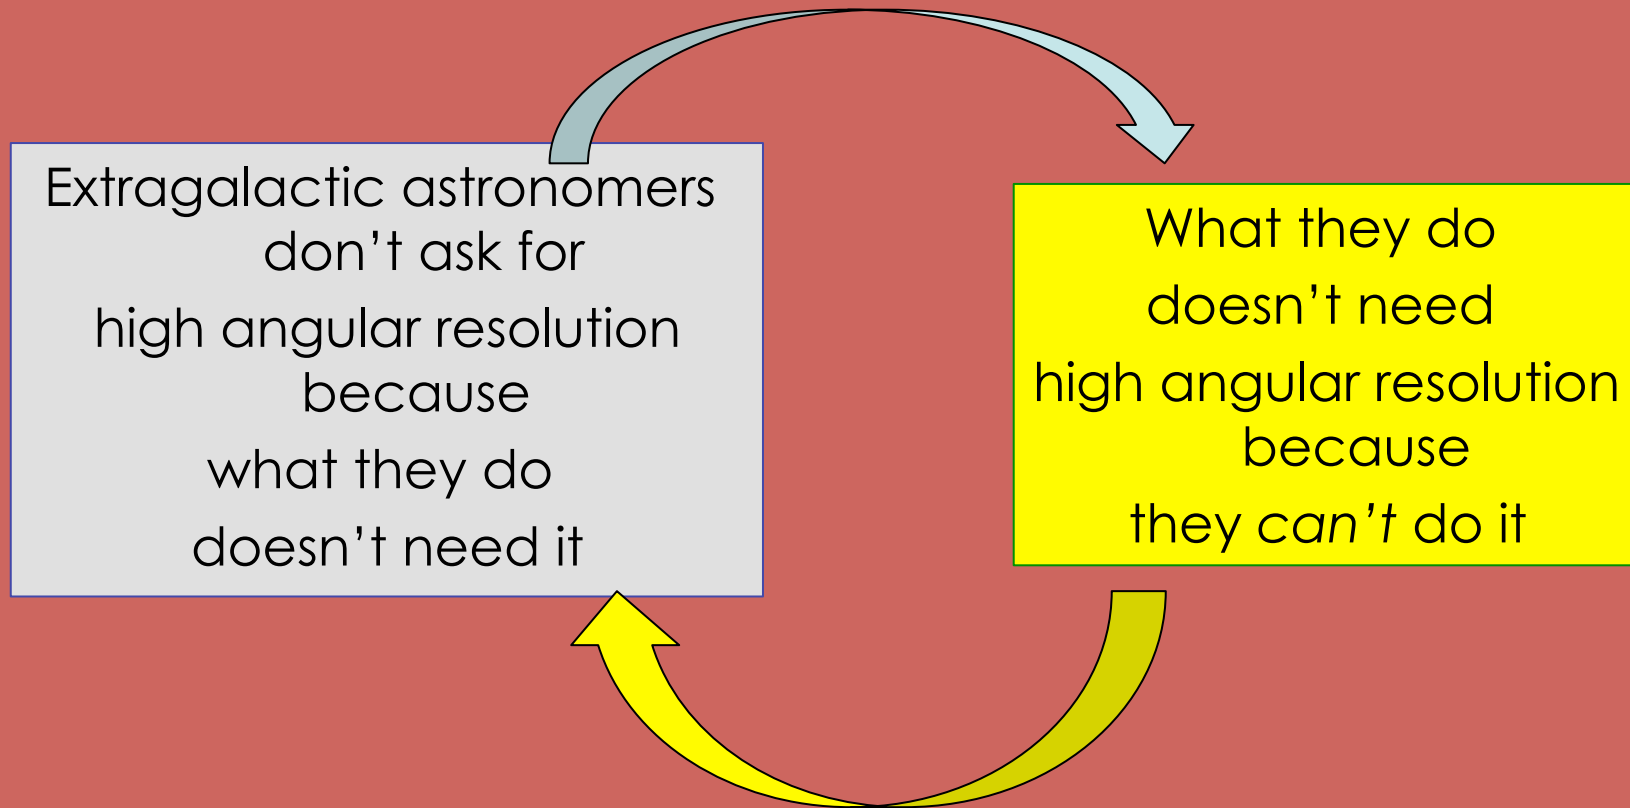 Extragalactic astronomers
don’t ask for
high angular resolution
because
what they do
doesn’t need it
What they do
doesn’t need
high angular resolution
because
they can’t do it